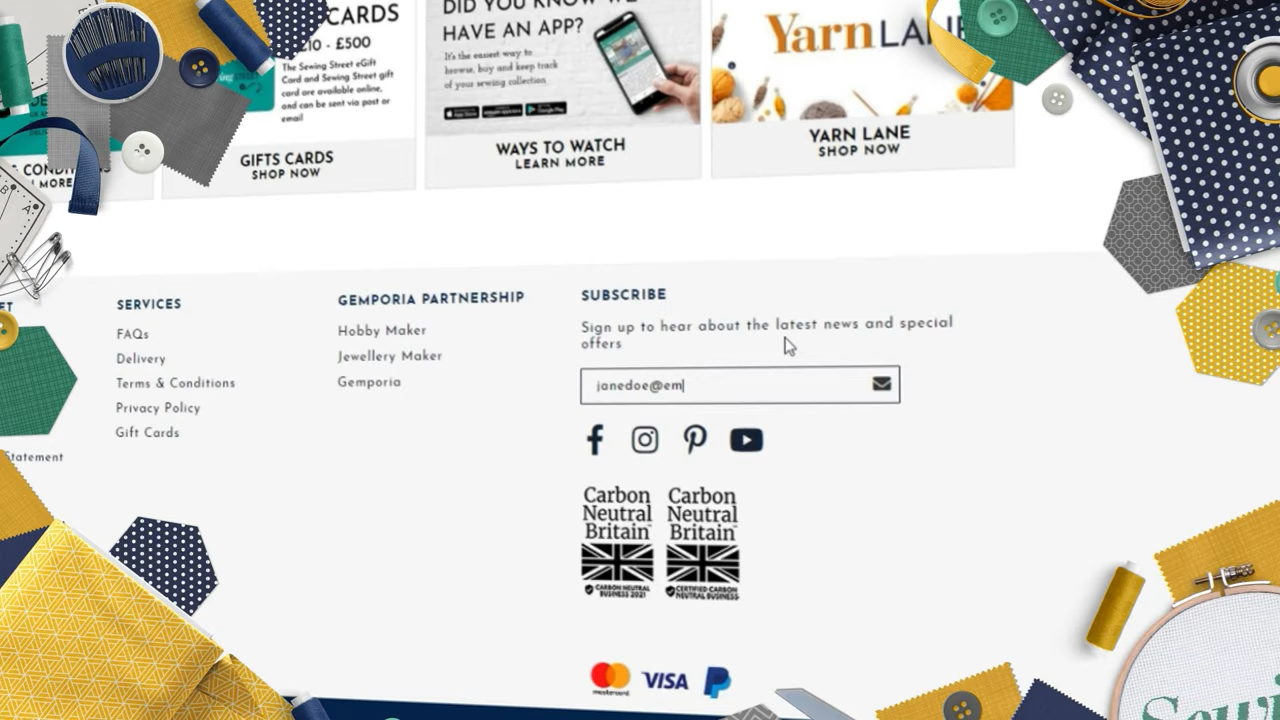 CARDS
£10 - £500
The Sewing Street eGift
Card and Sewing Street gift
card are available online,
and can be sent via post or
email
GIFTS CARDS
SHOP NOW
MORE
DID YOU KNOW WE
HAVE AN APP?
It's the easiest way to
browse, buy and keep track
of your sewing collection
WAYS TO WATCH
LEARN MORE
Yarn LANE
YARN LANE
SHOP NOW
SERVICES
FAQs
Delivery
Terms & Conditions
Privacy Policy
Gift Cards
Statement
GEMPORIA PARTNERSHIP
Hobby Maker
Jewellery Maker
Gemporia
SUBSCRIBE
Sign up to hear about the latest news and special
offers
janedoe@em
Carbon
Neutral
Britain
CARBON NEUTRAL
BUSINESS 2021
Carbon
Neutral
Britain
CERTIFIED CARBON
NEUTRAL BUSINESS
mastercard
VISA